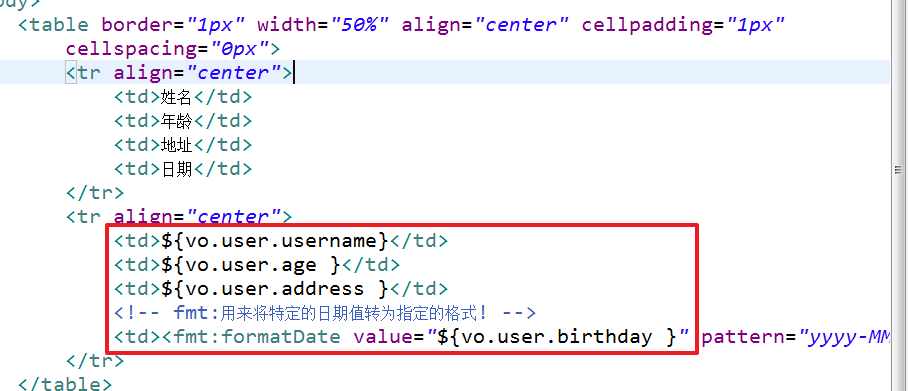 ody>
<table border="1px" width="50%" align="center" cellpadding="1px"
cellspacing="0px">
<tr align="center">
<td>姓名</td>
<td>年龄</td>
<td>地址</td>
<td>日期</td>
</tr>
<tr align="center">
<td>${vo.user.username}</td>
<td>${vo.user.age }</td>
<td>${vo.user.address }</td>
<!-- fmt:用来将特定的日期值转为指定的格式! -->
<td><fmt:formatDate value="${vo.user.birthday }" pattern="yyyy-MM
</tr>
</table>